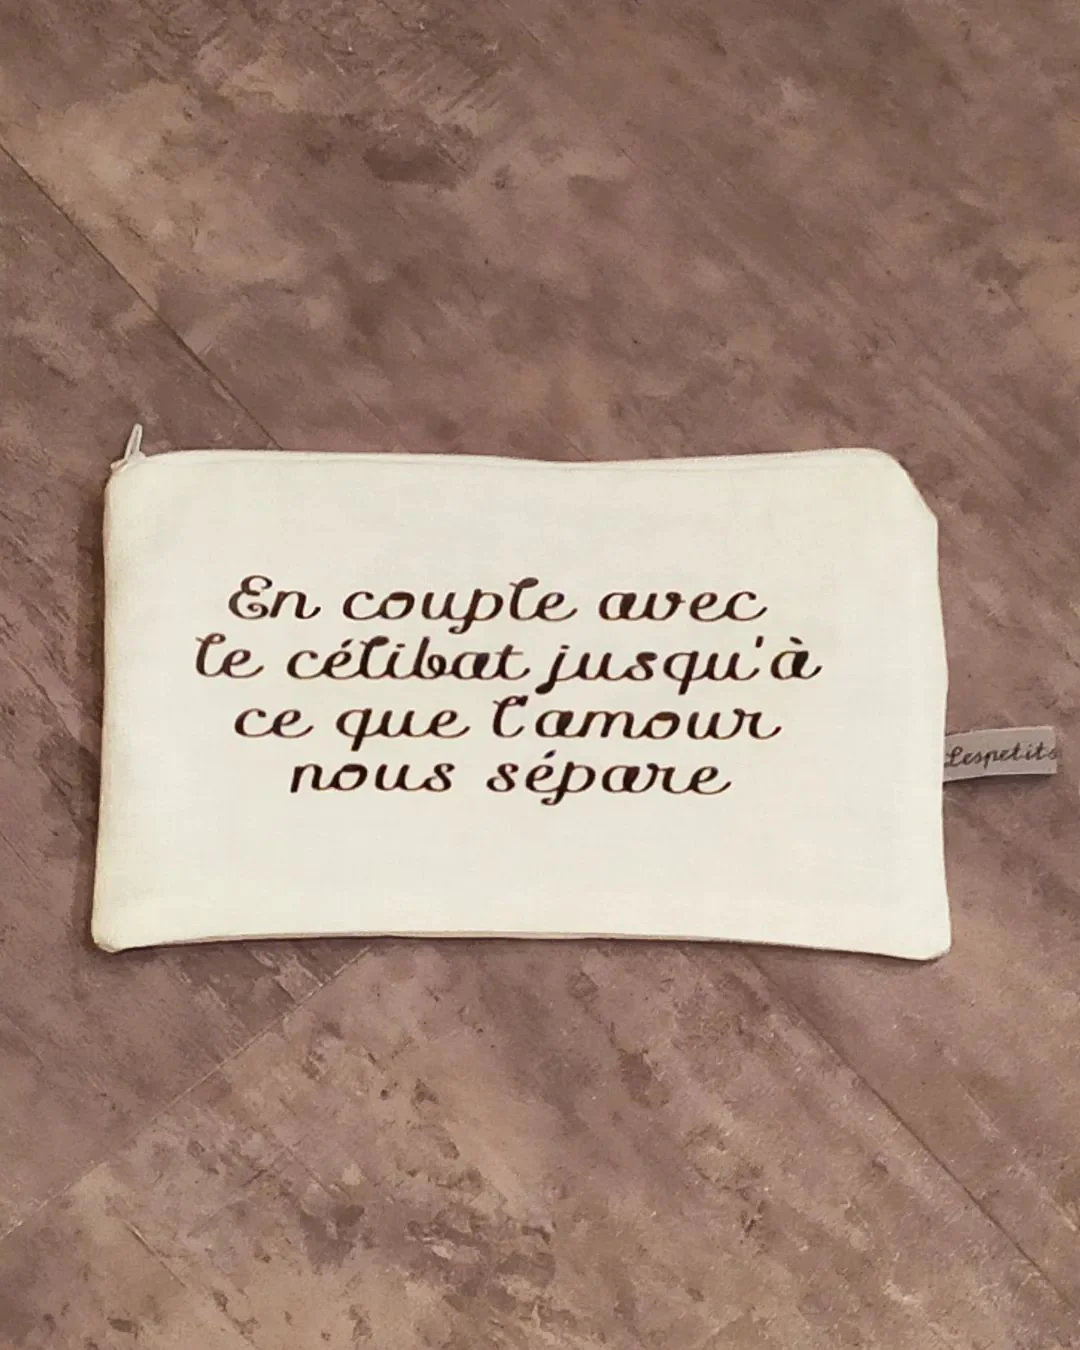 En couple avec
le célibat jusqu'à
ce que l'amour
nous sépare
Lespetits